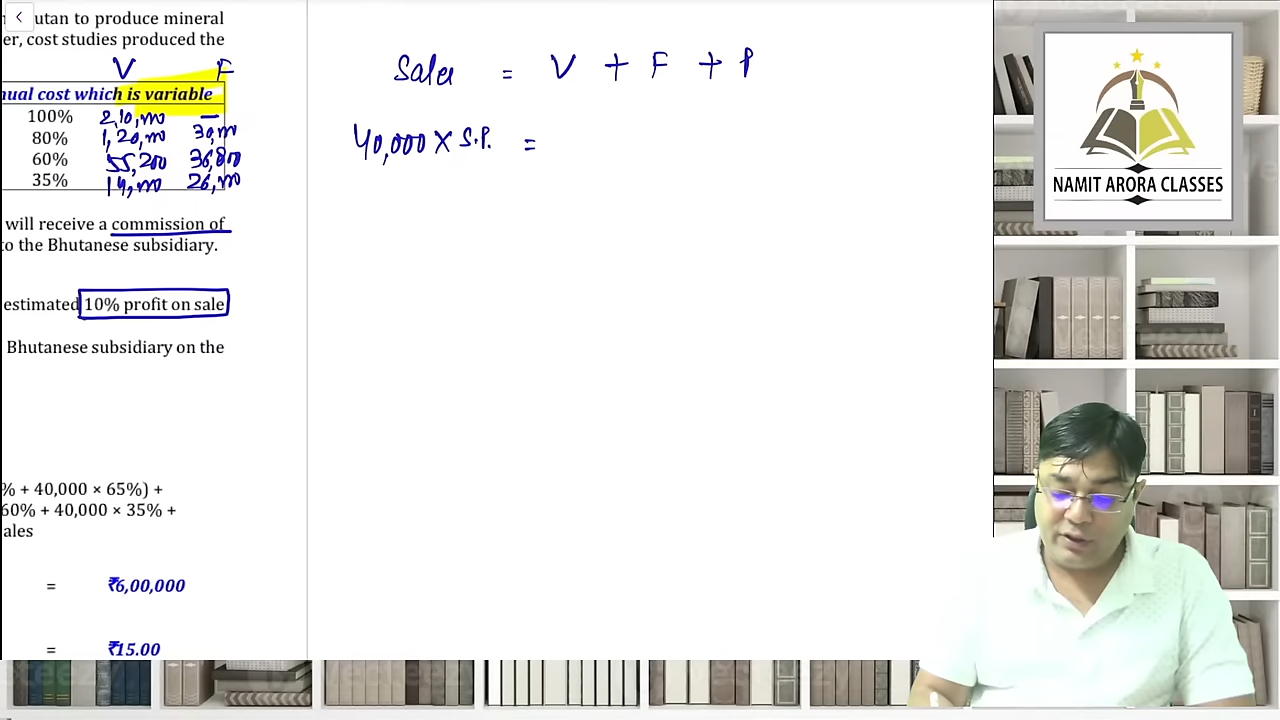 utan to produce mineral
er, cost studies produced the
V F
nual cost which is variable
100% 2,10,000 —
80% 1,20,000 30,000
60% 55,200 36,800
35% 14,000 26,000
will receive a commission of
to the Bhutanese subsidiary.
estimated 10% profit on sale
Bhutanese subsidiary on the
% + 40,000 × 65%) +
60% + 40,000 × 35% +
ales
= ₹6,00,000
= ₹15.00
Sales = V + F + P
40,000 X S.P. =
NAMIT ARORA CLASSES